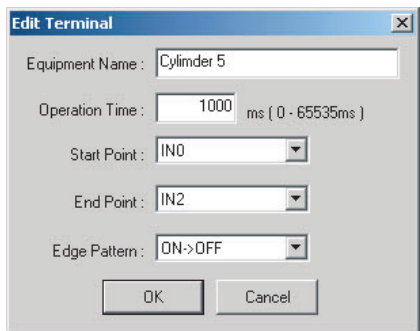 Edit Terminal
Equipment Name : Cylimder 5
Operation Time : 1000 ms ( 0 - 65535ms )
Start Point : IN0
End Point : IN2
Edge Pattern : ON->OFF
OK Cancel